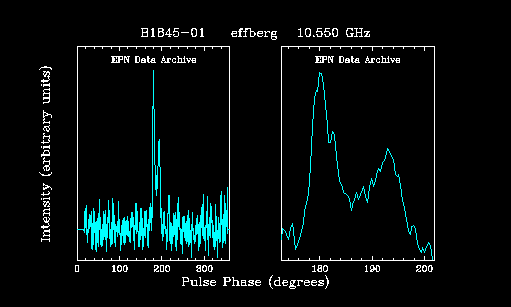 B1845-01 effberg 10.550 GHz
EPN Data Archive EPN Data Archive
Intensity (arbitrary units)
0 100 200 300 180 190 200
Pulse Phase (degrees)